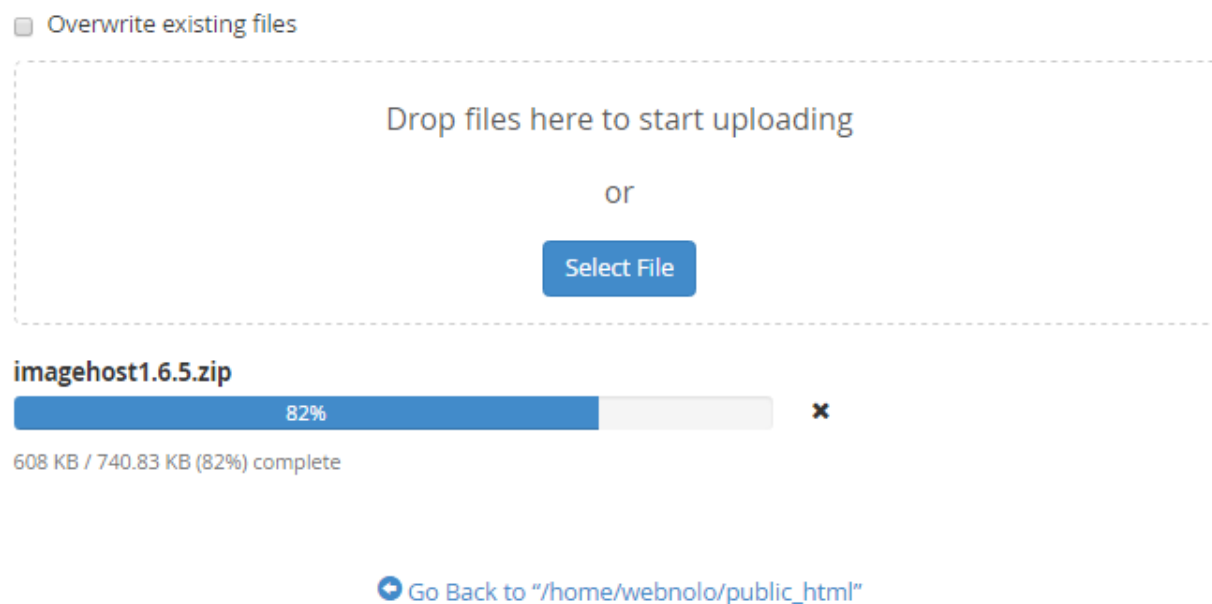 Overwrite existing files
Drop files here to start uploading
or
Select File
imagehost1.6.5.zip
82%
608 KB / 740.83 KB (82%) complete
Go Back to “/home/webnolo/public_html”